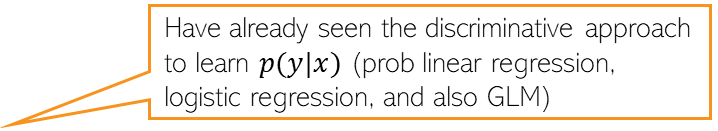 Have already seen the discriminative approach
to learn p(y|x) (prob linear regression,
logistic regression, and also GLM)